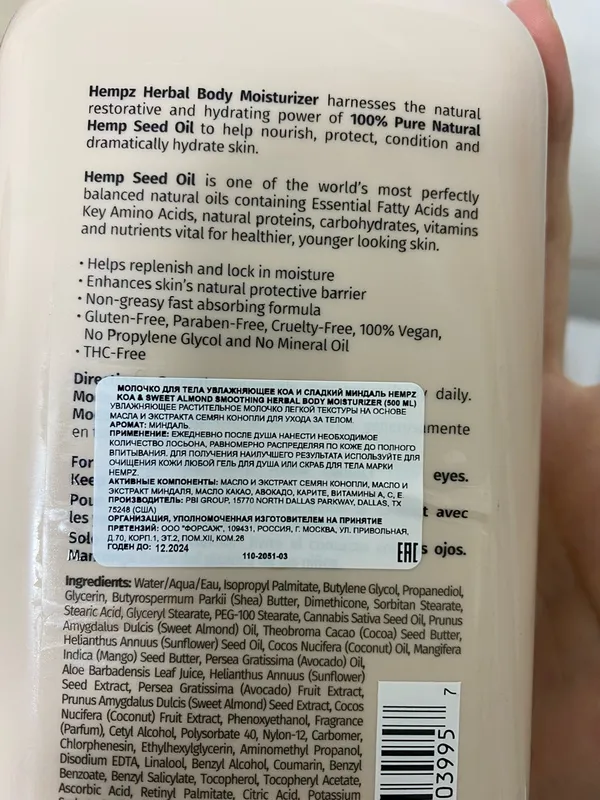 Hempz Herbal Body Moisturizer harnesses the natural
restorative and hydrating power of 100% Pure Natural
Hemp Seed Oil to help nourish, protect, condition and
dramatically hydrate skin.
Hemp Seed Oil is one of the world's most perfectly
balanced natural oils containing Essential Fatty Acids and
Key Amino Acids, natural proteins, carbohydrates, vitamins
and nutrients vital for healthier, younger looking skin.
• Helps replenish and lock in moisture
• Enhances skin's natural protective barrier
• Non-greasy fast absorbing formula
• Gluten-Free, Paraben-Free, Cruelty-Free, 100% Vegan,
No Propylene Glycol and No Mineral Oil
• THC-Free
daily.
en
eyes.
avec
les
ojos.
МОЛОЧКО ДЛЯ ТЕЛА УВЛАЖНЯЮЩЕЕ КОА И СЛАДКИЙ МИНДАЛЬ HEMPZ
KOA & SWEET ALMOND SMOOTHING HERBAL BODY MOISTURIZER (500 ML)
УВЛАЖНЯЮЩЕЕ РАСТИТЕЛЬНОЕ МОЛОЧКО ЛЕГКОЙ ТЕКСТУРЫ НА ОСНОВЕ
МАСЛА И ЭКСТРАКТА СЕМЯН КОНОПЛИ ДЛЯ УХОДА ЗА ТЕЛОМ.
АРОМАТ: МИНДАЛЬ.
ПРИМЕНЕНИЕ: ЕЖЕДНЕВНО ПОСЛЕ ДУША НАНЕСТИ НЕОБХОДИМОЕ
КОЛИЧЕСТВО ЛОСЬОНА, РАВНОМЕРНО РАСПРЕДЕЛЯЯ ПО КОЖЕ ДО ПОЛНОГО
ВПИТЫВАНИЯ. ДЛЯ ПОЛУЧЕНИЯ НАИЛУЧШЕГО РЕЗУЛЬТАТА ИСПОЛЬЗУЙТЕ ДЛЯ
ОЧИЩЕНИЯ КОЖИ ЛЮБОЙ ГЕЛЬ ДЛЯ ДУША ИЛИ СКРАБ ДЛЯ ТЕЛА МАРКИ
HEMPZ.
АКТИВНЫЕ КОМПОНЕНТЫ: МАСЛО И ЭКСТРАКТ СЕМЯН КОНОПЛИ, МАСЛО И
ЭКСТРАКТ МИНДАЛЯ, МАСЛО КАКАО, АВОКАДО, КАРИТЕ, ВИТАМИНЫ А, С, Е
ПРОИЗВОДИТЕЛЬ: PBI GROUP, 15770 NORTH DALLAS PARKWAY, DALLAS, TX
75248 (США)
ОРГАНИЗАЦИЯ, УПОЛНОМОЧЕННАЯ ИЗГОТОВИТЕЛЕМ НА ПРИНЯТИЕ
ПРЕТЕНЗИЙ: ООО "ФОРСАЖ", 109431, РОССИЯ, Г. МОСКВА, УЛ. ПРИВОЛЬНАЯ,
Д.70, КОРП.1, ЭТ.2, ПОМ.XII, КОМ.26
ГОДЕН ДО: 12.2024
110-2051-03
EAC
Ingredients: Water/Aqua/Eau, Isopropyl Palmitate, Butylene Glycol, Propanediol,
Glycerin, Butyrospermum Parkii (Shea) Butter, Dimethicone, Sorbitan Stearate,
Stearic Acid, Glyceryl Stearate, PEG-100 Stearate, Cannabis Sativa Seed Oil, Prunus
Amygdalus Dulcis (Sweet Almond) Oil, Theobroma Cacao (Cocoa) Seed Butter,
Helianthus Annuus (Sunflower) Seed Oil, Cocos Nucifera (Coconut) Oil, Mangifera
Indica (Mango) Seed Butter, Persea Gratissima (Avocado) Oil,
Aloe Barbadensis Leaf Juice, Helianthus Annuus (Sunflower)
Seed Extract, Persea Gratissima (Avocado) Fruit Extract,
Prunus Amygdalus Dulcis (Sweet Almond) Seed Extract, Cocos
Nucifera (Coconut) Fruit Extract, Phenoxyethanol, Fragrance
(Parfum), Cetyl Alcohol, Polysorbate 40, Nylon-12, Carbomer,
Chlorphenesin, Ethylhexylglycerin, Aminomethyl Propanol,
Disodium EDTA, Linalool, Benzyl Alcohol, Coumarin, Benzyl
Benzoate, Benzyl Salicylate, Tocopherol, Tocopheryl Acetate,
Ascorbic Acid, Retinyl Palmitate, Citric Acid, Potassium
03995
7